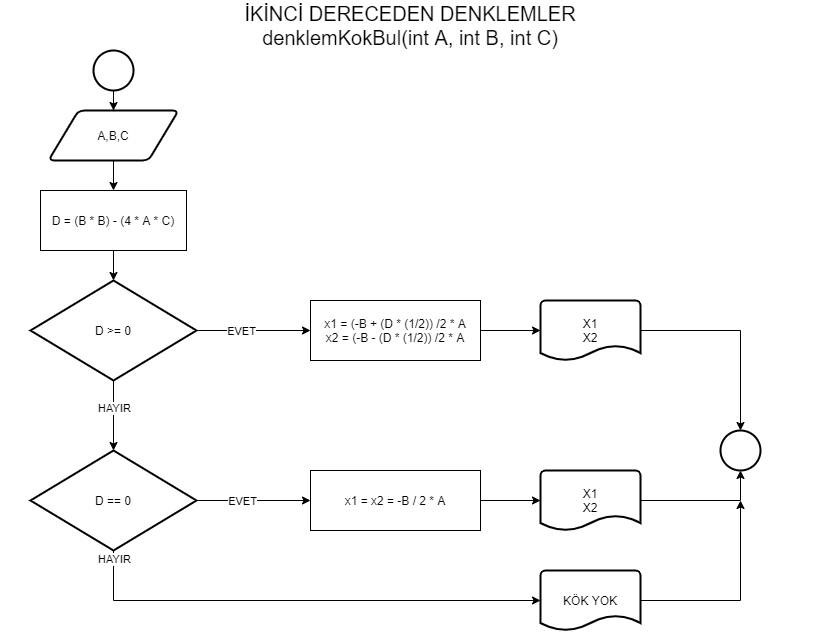 İKİNCİ DERECEDEN DENKLEMLER
denklemKokBul(int A, int B, int C)
A,B,C
D = (B * B) - (4 * A * C)
D >= 0
EVET
x1 = (-B + (D * (1/2)) /2 * A
x2 = (-B - (D * (1/2)) /2 * A
X1
X2
HAYIR
D == 0
EVET
x1 = x2 = -B / 2 * A
X1
X2
HAYIR
KÖK YOK